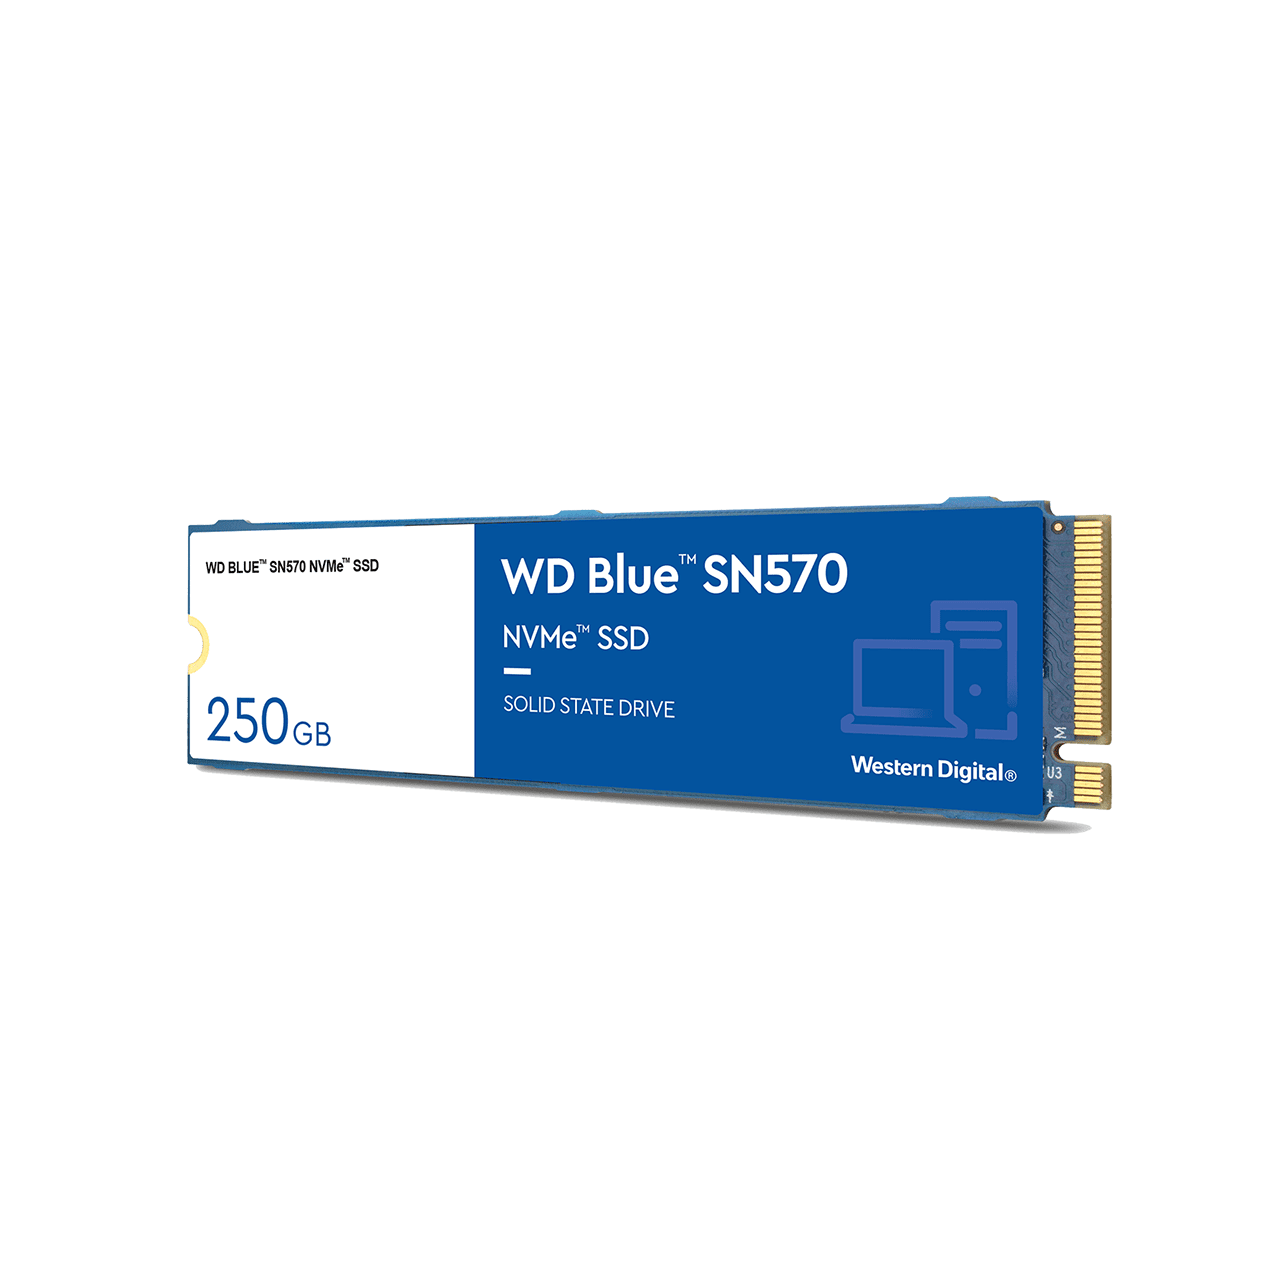 WD BLUE™ SN570 NVMe™ SSD
250GB
WD Blue™ SN570
NVMe™ SSD
SOLID STATE DRIVE
Western Digital®
M
U3